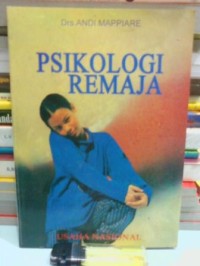 Drs. ANDI MAPPIARE
PSIKOLOGI
REMAJA
USAHA NASIONAL